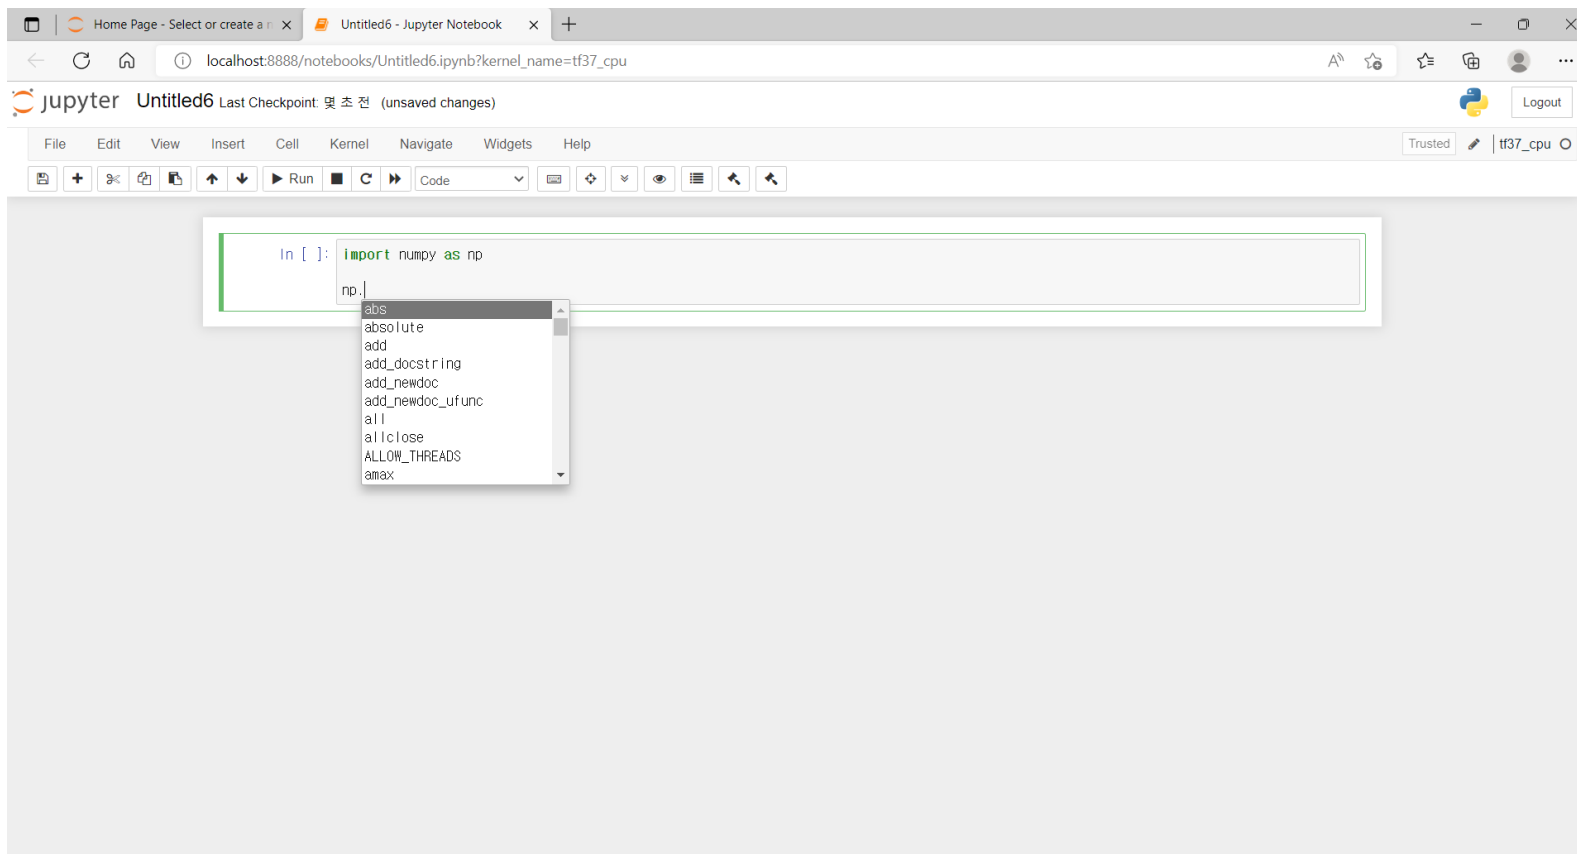 Home Page - Select or create a n
Untitled6 - Jupyter Notebook
localhost:8888/notebooks/Untitled6.ipynb?kernel_name=tf37_cpu
jupyter Untitled6 Last Checkpoint: 몇 초 전 (unsaved changes)
Logout
File Edit View Insert Cell Kernel Navigate Widgets Help
Trusted
tf37_cpu
Run
Code
In [ ]: import numpy as np
np.
abs
absolute
add
add_docstring
add_newdoc
add_newdoc_ufunc
all
allclose
ALLOW_THREADS
amax